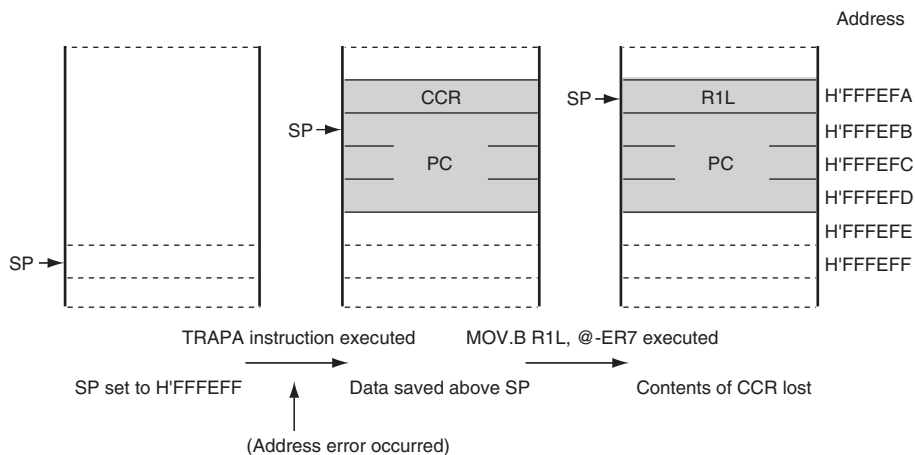 Address
CCR
SP
R1L
H'FFFEFA
SP
H'FFFEFB
PC
PC
H'FFFEFC
H'FFFEFD
H'FFFEFE
SP
H'FFFEFF
TRAPA instruction executed
MOV.B R1L, @-ER7 executed
SP set to H'FFFEFF
Data saved above SP
Contents of CCR lost
(Address error occurred)